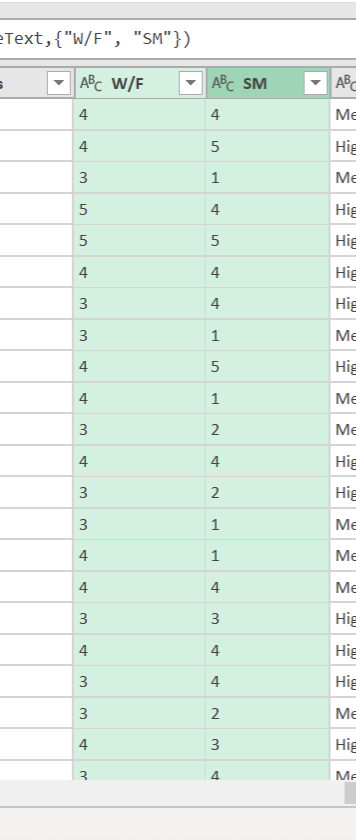 eText,{"W/F", "SM"})
s ABC W/F ABC SM ABC
4 4 Me
4 5 Hig
3 1 Me
5 4 Hig
5 5 Hig
4 4 Hig
3 4 Hig
3 1 Me
4 5 Hig
4 1 Me
3 2 Me
4 4 Hig
3 2 Hig
3 1 Me
4 1 Me
4 4 Me
3 3 Hig
4 4 Hig
3 4 Hig
3 2 Me
4 3 Hig
3 4 Me